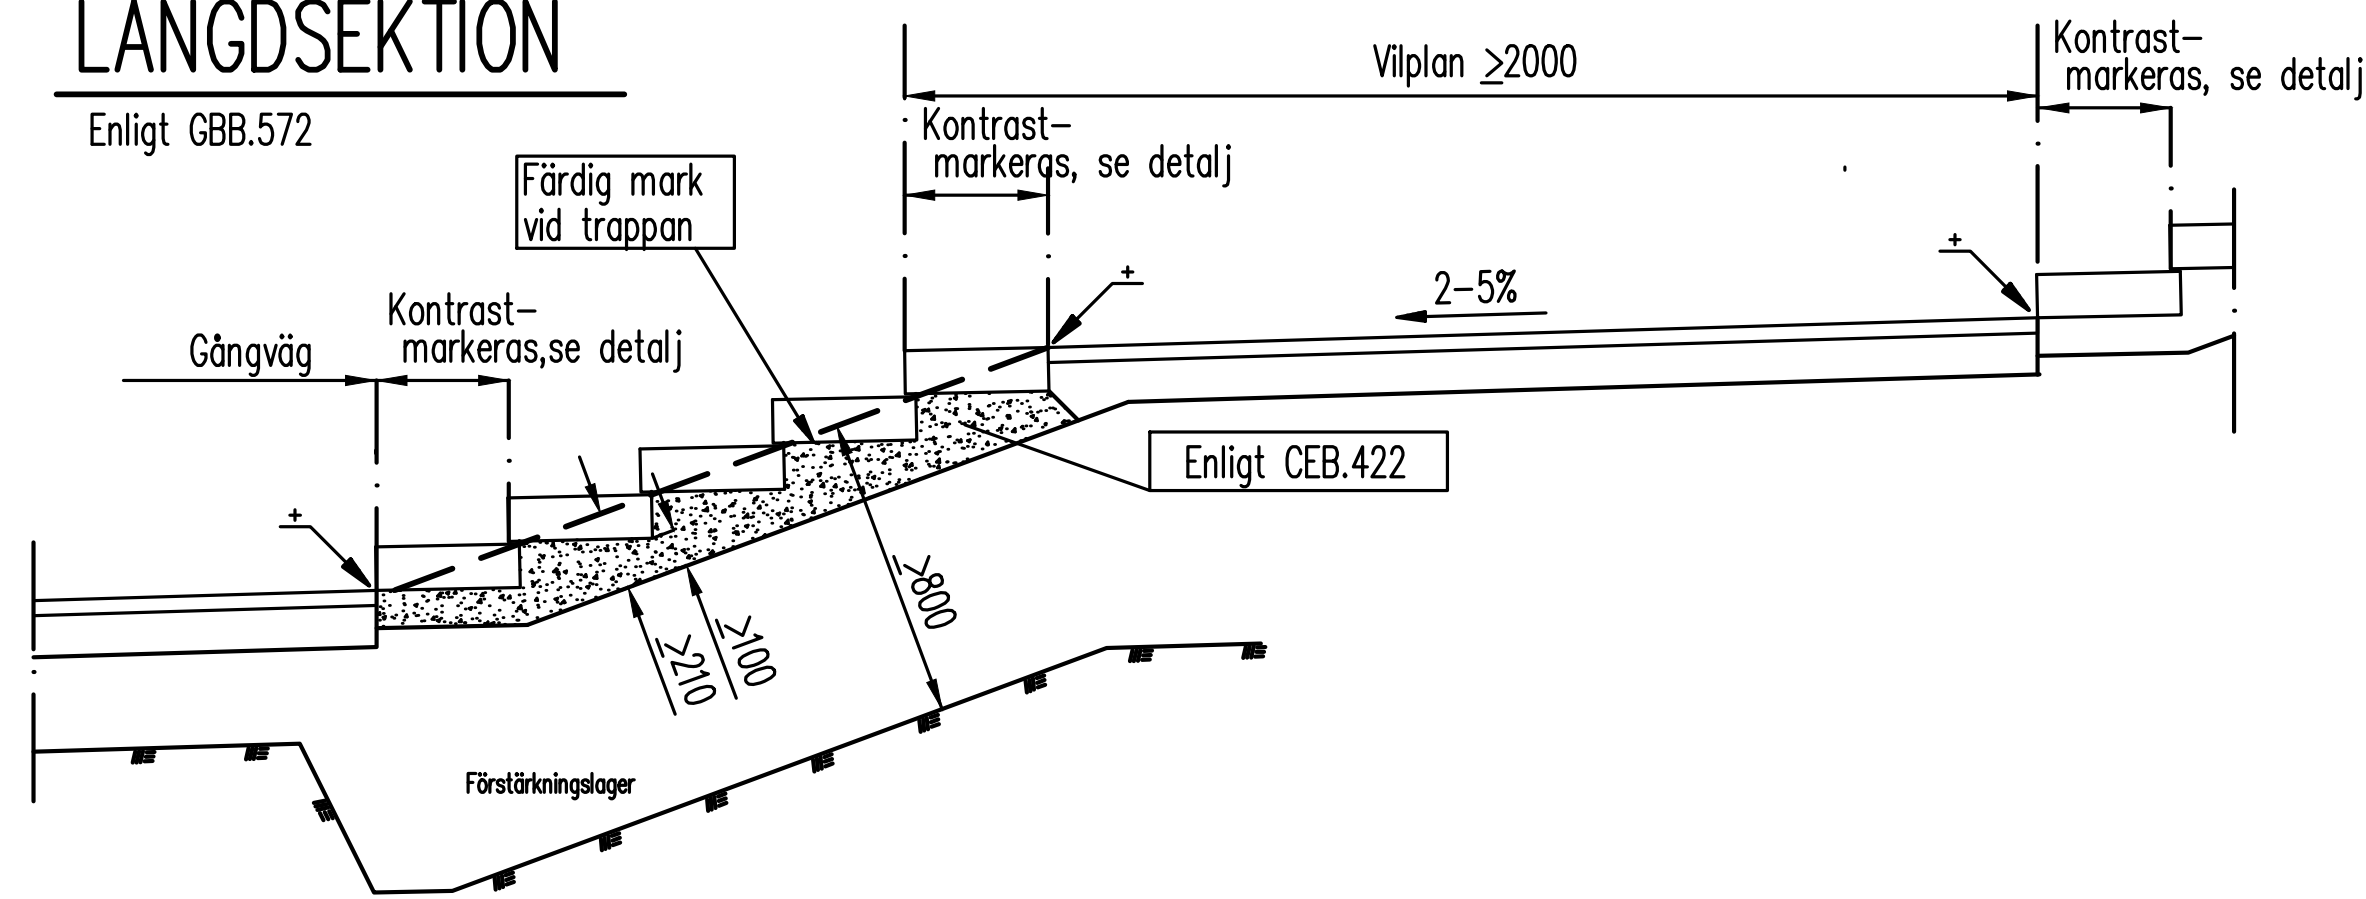 LÄNGDSEKTION
Enligt GBB.572
Vilplan ≥2000
Kontrast-
markeras, se detalj
Kontrast-
markeras, se detalj
Färdig mark
vid trappan
+
+
2-5%
Kontrast-
markeras,se detalj
Gångväg
Enligt CEB.422
+
≥800
≥100
≥210
Förstärkningslager